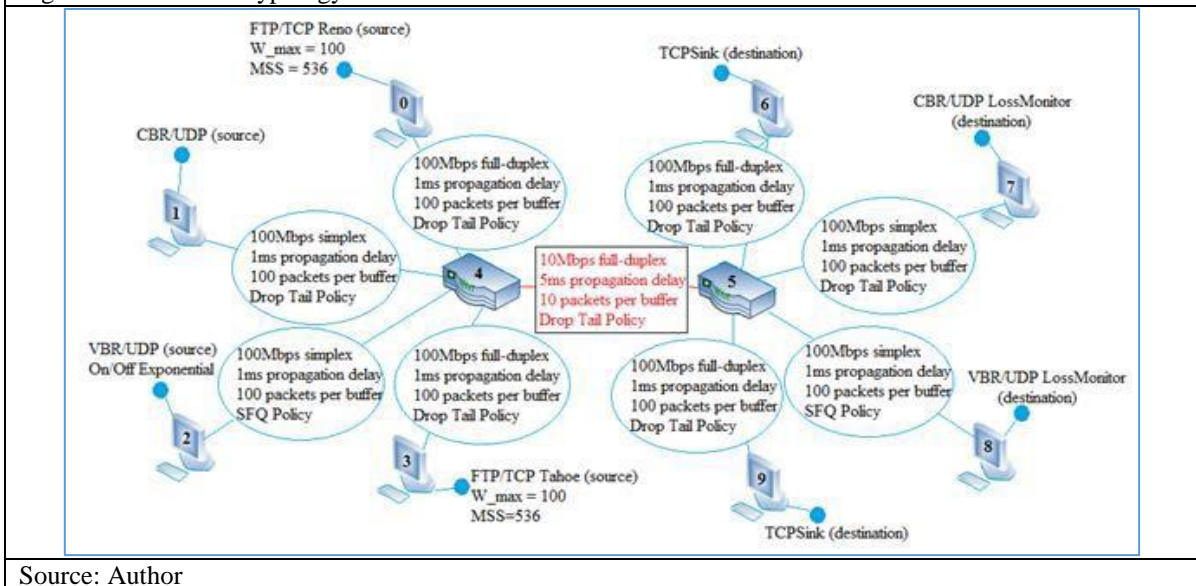 FTP/TCP Reno (source)
W_max = 100
MSS = 536
0
TCPSink (destination)
6
CBR/UDP LossMonitor
(destination)
7
CBR/UDP (source)
1
100Mbps full-duplex
1ms propagation delay
100 packets per buffer
Drop Tail Policy
100Mbps full-duplex
1ms propagation delay
100 packets per buffer
Drop Tail Policy
100Mbps simplex
1ms propagation delay
100 packets per buffer
Drop Tail Policy
100Mbps simplex
1ms propagation delay
100 packets per buffer
Drop Tail Policy
4
10Mbps full-duplex
5ms propagation delay
10 packets per buffer
Drop Tail Policy
5
VBR/UDP (source)
On/Off Exponential
2
100Mbps simplex
1ms propagation delay
100 packets per buffer
SFQ Policy
100Mbps full-duplex
1ms propagation delay
100 packets per buffer
Drop Tail Policy
100Mbps full-duplex
1ms propagation delay
100 packets per buffer
Drop Tail Policy
100Mbps simplex
1ms propagation delay
100 packets per buffer
SFQ Policy
VBR/UDP LossMonitor
(destination)
8
3
FTP/TCP Tahoe (source)
W_max = 100
MSS=536
9
TCPSink (destination)
Source: Author